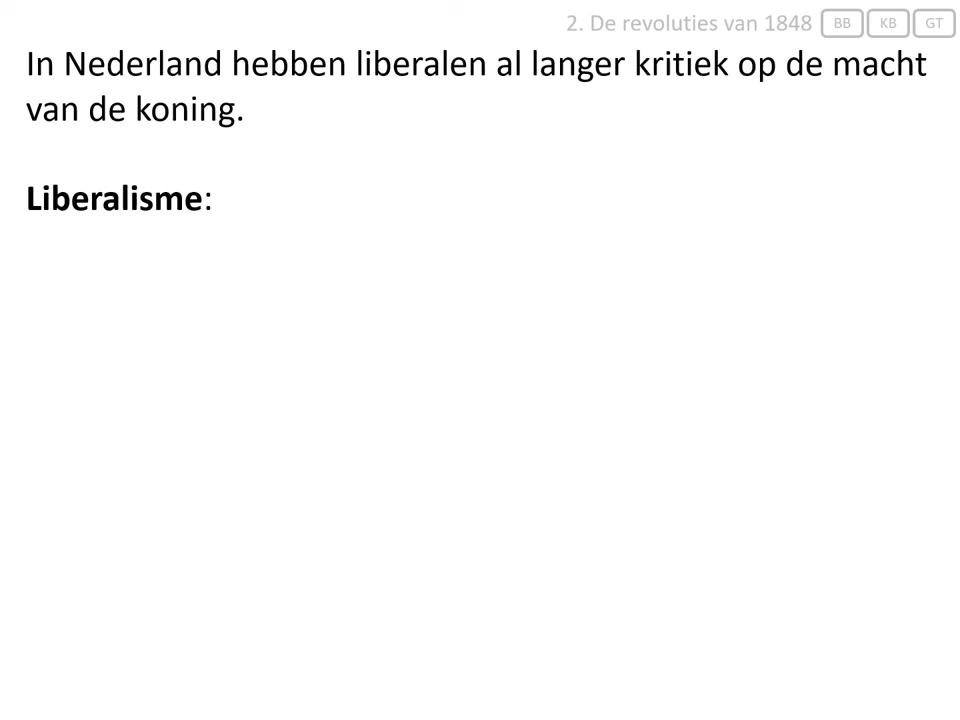 2. De revoluties van 1848 BB KB GT
In Nederland hebben liberalen al langer kritiek op de macht
van de koning.
Liberalisme: